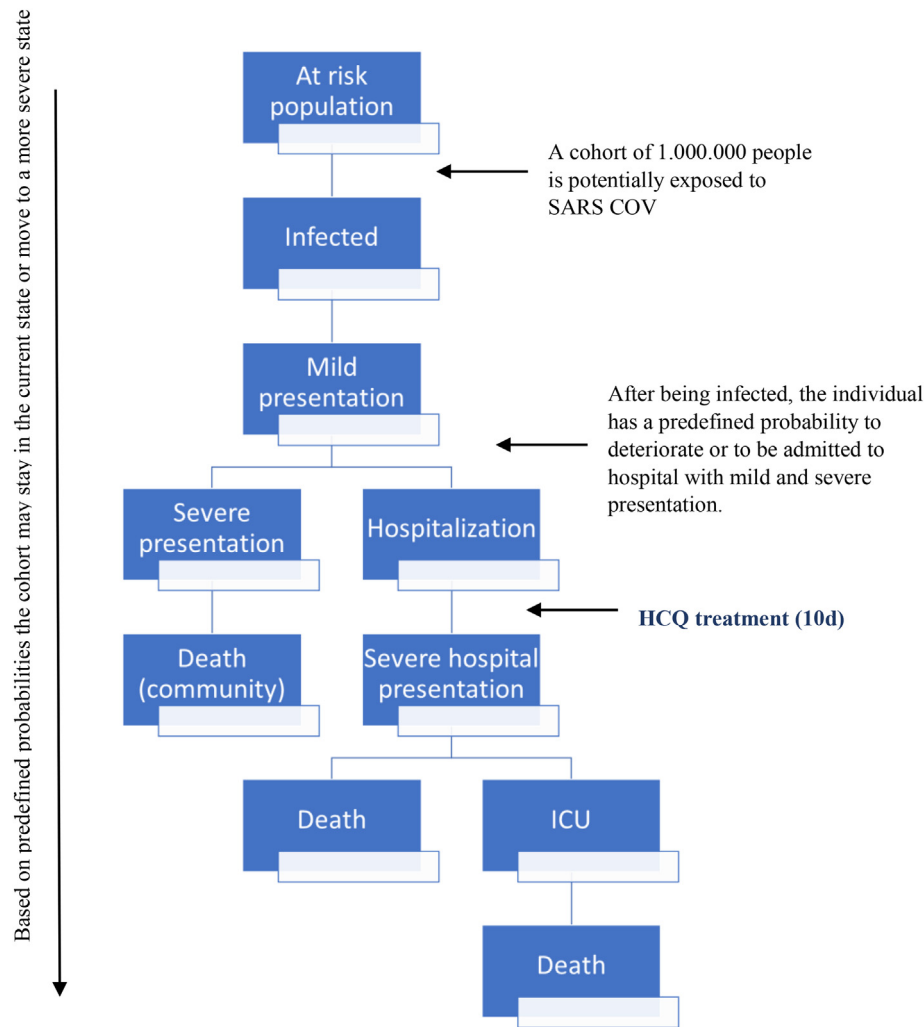 Based on predefined probabilities the cohort may stay in the current state or move to a more severe state
At risk
population
A cohort of 1.000.000 people
is potentially exposed to
SARS COV
Infected
Mild
presentation
After being infected, the individual
has a predefined probability to
deteriorate or to be admitted to
hospital with mild and severe
presentation.
Severe
presentation
Hospitalization
HCQ treatment (10d)
Death
(community)
Severe hospital
presentation
Death
ICU
Death